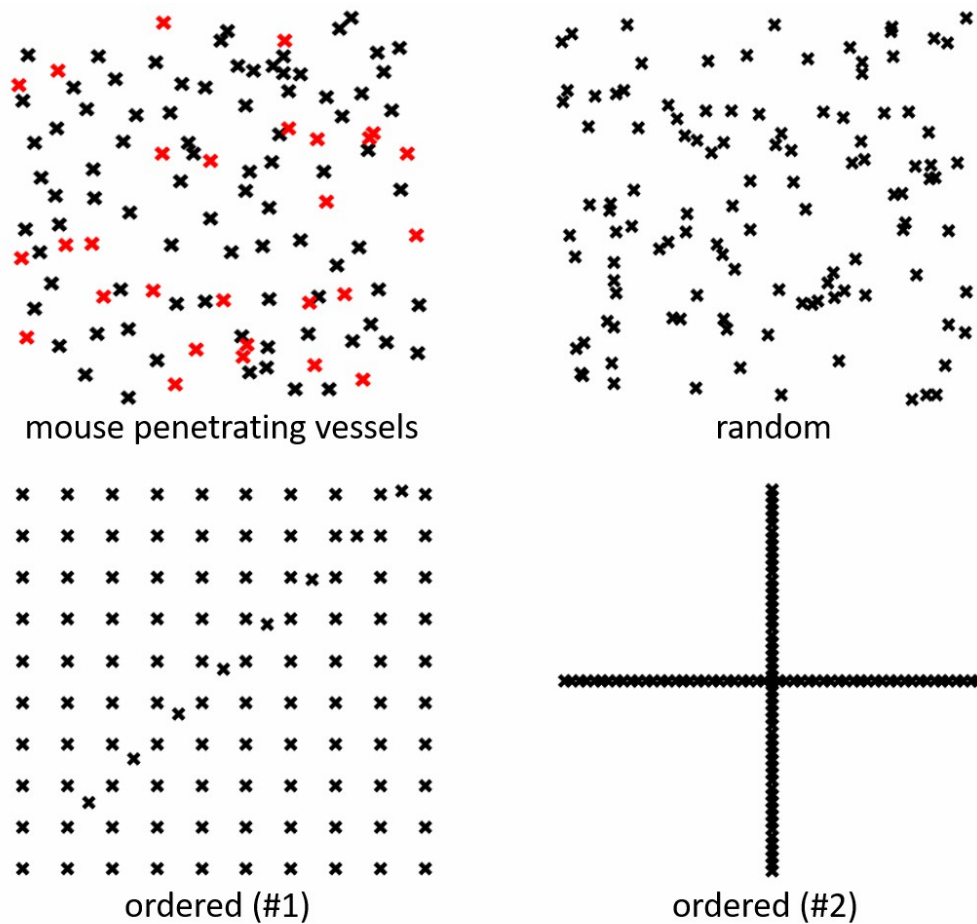 mouse penetrating vessels
random
ordered (#1)
ordered (#2)